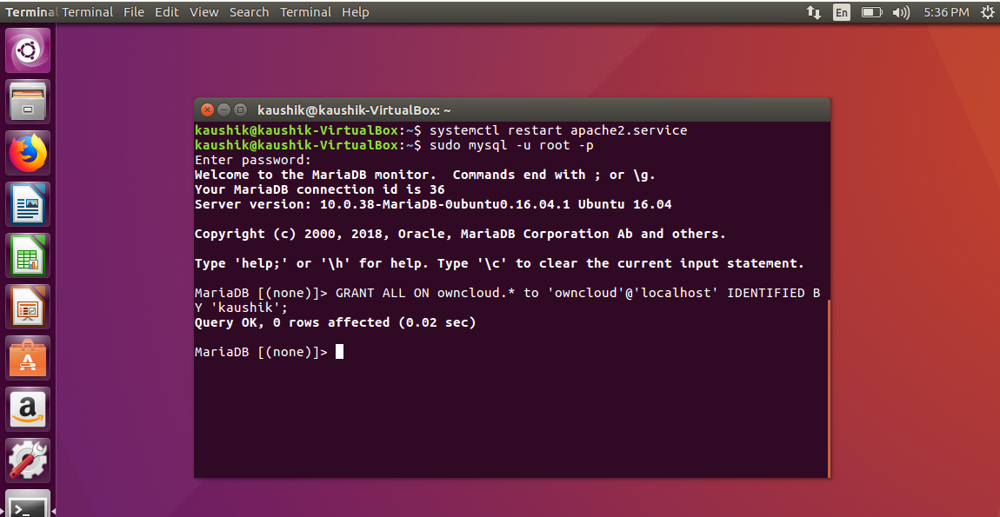 Terminal Terminal File Edit View Search Terminal Help En 5:36 PM
kaushik@kaushik-VirtualBox: ~
kaushik@kaushik-VirtualBox:~$ systemctl restart apache2.service
kaushik@kaushik-VirtualBox:~$ sudo mysql -u root -p
Enter password:
Welcome to the MariaDB monitor.  Commands end with ; or \g.
Your MariaDB connection id is 36
Server version: 10.0.38-MariaDB-0ubuntu0.16.04.1 Ubuntu 16.04
Copyright (c) 2000, 2018, Oracle, MariaDB Corporation Ab and others.
Type 'help;' or '\h' for help. Type '\c' to clear the current input statement.
MariaDB [(none)]> GRANT ALL ON owncloud.* to 'owncloud'@'localhost' IDENTIFIED B
Y 'kaushik';
Query OK, 0 rows affected (0.02 sec)
MariaDB [(none)]>